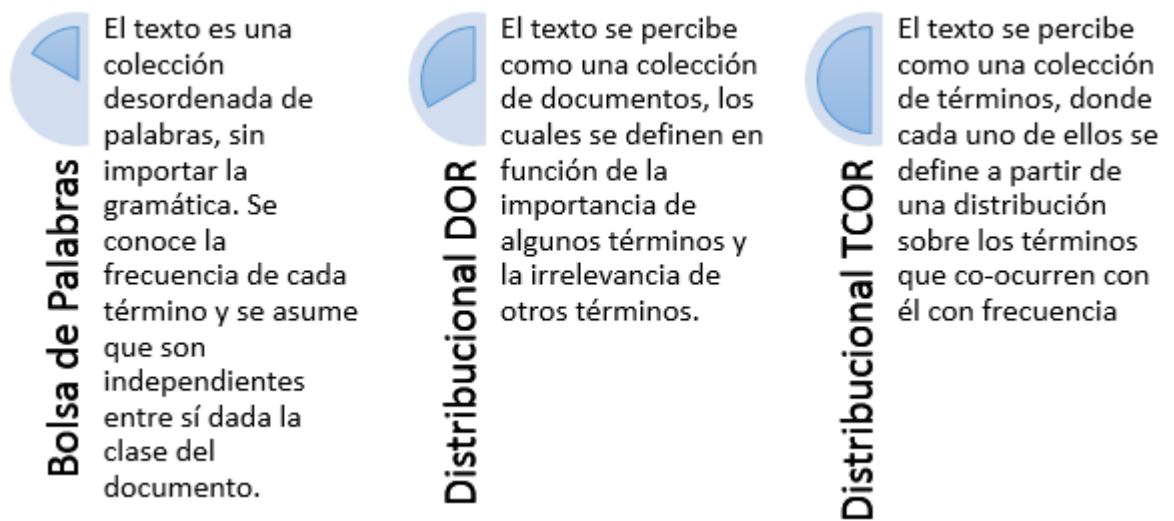 Bolsa de Palabras
El texto es una
colección
desordenada de
palabras, sin
importar la
gramática. Se
conoce la
frecuencia de cada
término y se asume
que son
independientes
entre sí dada la
clase del
documento.
Distribucional DOR
El texto se percibe
como una colección
de documentos, los
cuales se definen en
función de la
importancia de
algunos términos y
la irrelevancia de
otros términos.
Distribucional TCOR
El texto se percibe
como una colección
de términos, donde
cada uno de ellos se
define a partir de
una distribución
sobre los términos
que co-ocurren con
él con frecuencia